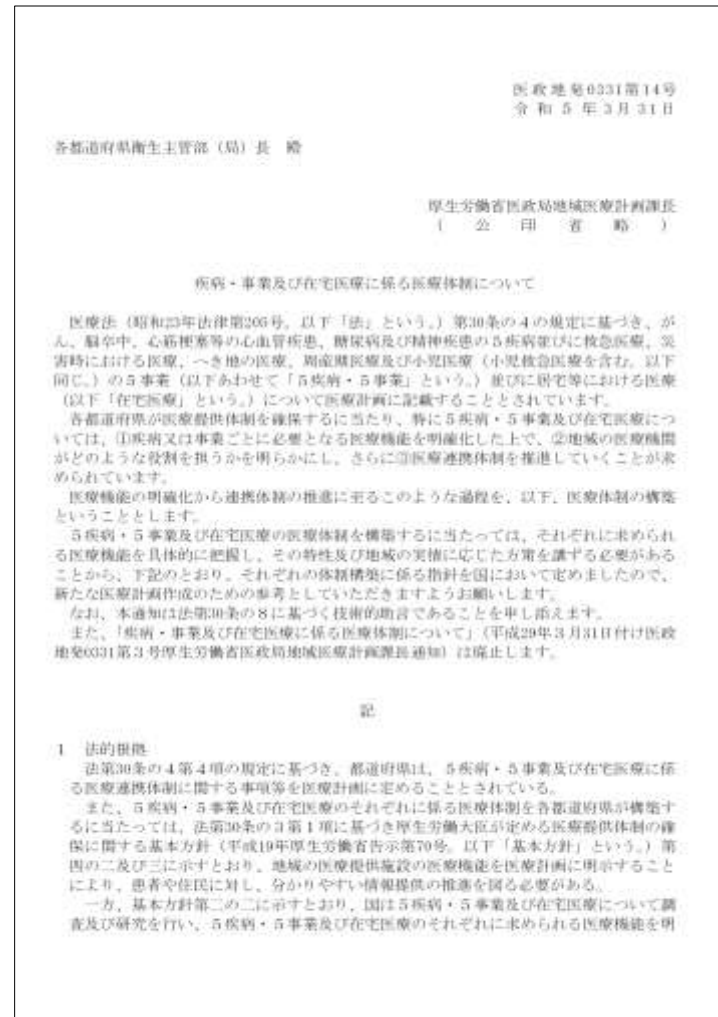 医政地発0331第14号
令和5年3月31日
各都道府県衛生主管部(局)長 殿
厚生労働省医政局地域医療計画課長
(公印省略)
疾病・事業及び在宅医療に係る医療体制について
医療法(昭和23年法律第205号。以下「法」という。)第30条の4の規定に基づき、が
ん、脳卒中、心筋梗塞等の心血管疾患、糖尿病及び精神疾患の5疾病並びに救急医療、災
害時における医療、へき地の医療、周産期医療及び小児医療(小児救急医療を含む。以下
同じ。)の5事業(以下あわせて「5疾病・5事業」という。)並びに居宅等における医療
(以下「在宅医療」という。)について医療計画に記載することとされています。
各都道府県が医療提供体制を確保するに当たり、特に5疾病・5事業及び在宅医療につ
いては、①疾病又は事業ごとに必要となる医療機能を明確化した上で、②地域の医療機関
がどのような役割を担うかを明らかにし、さらに③医療連携体制を推進していくことが求
められています。
医療機能の明確化から連携体制の推進に至るこのような過程を、以下、医療体制の構築
ということとします。
5疾病・5事業及び在宅医療の医療体制を構築するに当たっては、それぞれに求められ
る医療機能を具体的に把握し、その特性及び地域の実情に応じた方策を講ずる必要がある
ことから、下記のとおり、それぞれの体制構築に係る指針を国において定めましたので、
新たな医療計画作成のための参考としていただきますようお願いします。
なお、本通知は法第30条の8に基づく技術的助言であることを申し添えます。
また、「疾病・事業及び在宅医療に係る医療体制について」(平成29年3月31日付け医政
地発0331第3号厚生労働省医政局地域医療計画課長通知)は廃止します。
記
1 法的根拠
法第30条の4第4項の規定に基づき、都道府県は、5疾病・5事業及び在宅医療に係
る医療連携体制に関する事項等を医療計画に定めることとされている。
また、5疾病・5事業及び在宅医療のそれぞれに係る医療体制を各都道府県が構築す
るに当たっては、法第30条の3第1項に基づき厚生労働大臣が定める医療提供体制の確
保に関する基本方針(平成19年厚生労働省告示第70号。以下「基本方針」という。)第
四の二及び三に示すとおり、地域の医療提供施設の医療機能を医療計画に明示すること
により、患者や住民に対し、分かりやすい情報提供の推進を図る必要がある。
一方、基本方針第二の二に示すとおり、国は5疾病・5事業及び在宅医療について調
査及び研究を行い、5疾病・5事業及び在宅医療のそれぞれに求められる医療機能を明